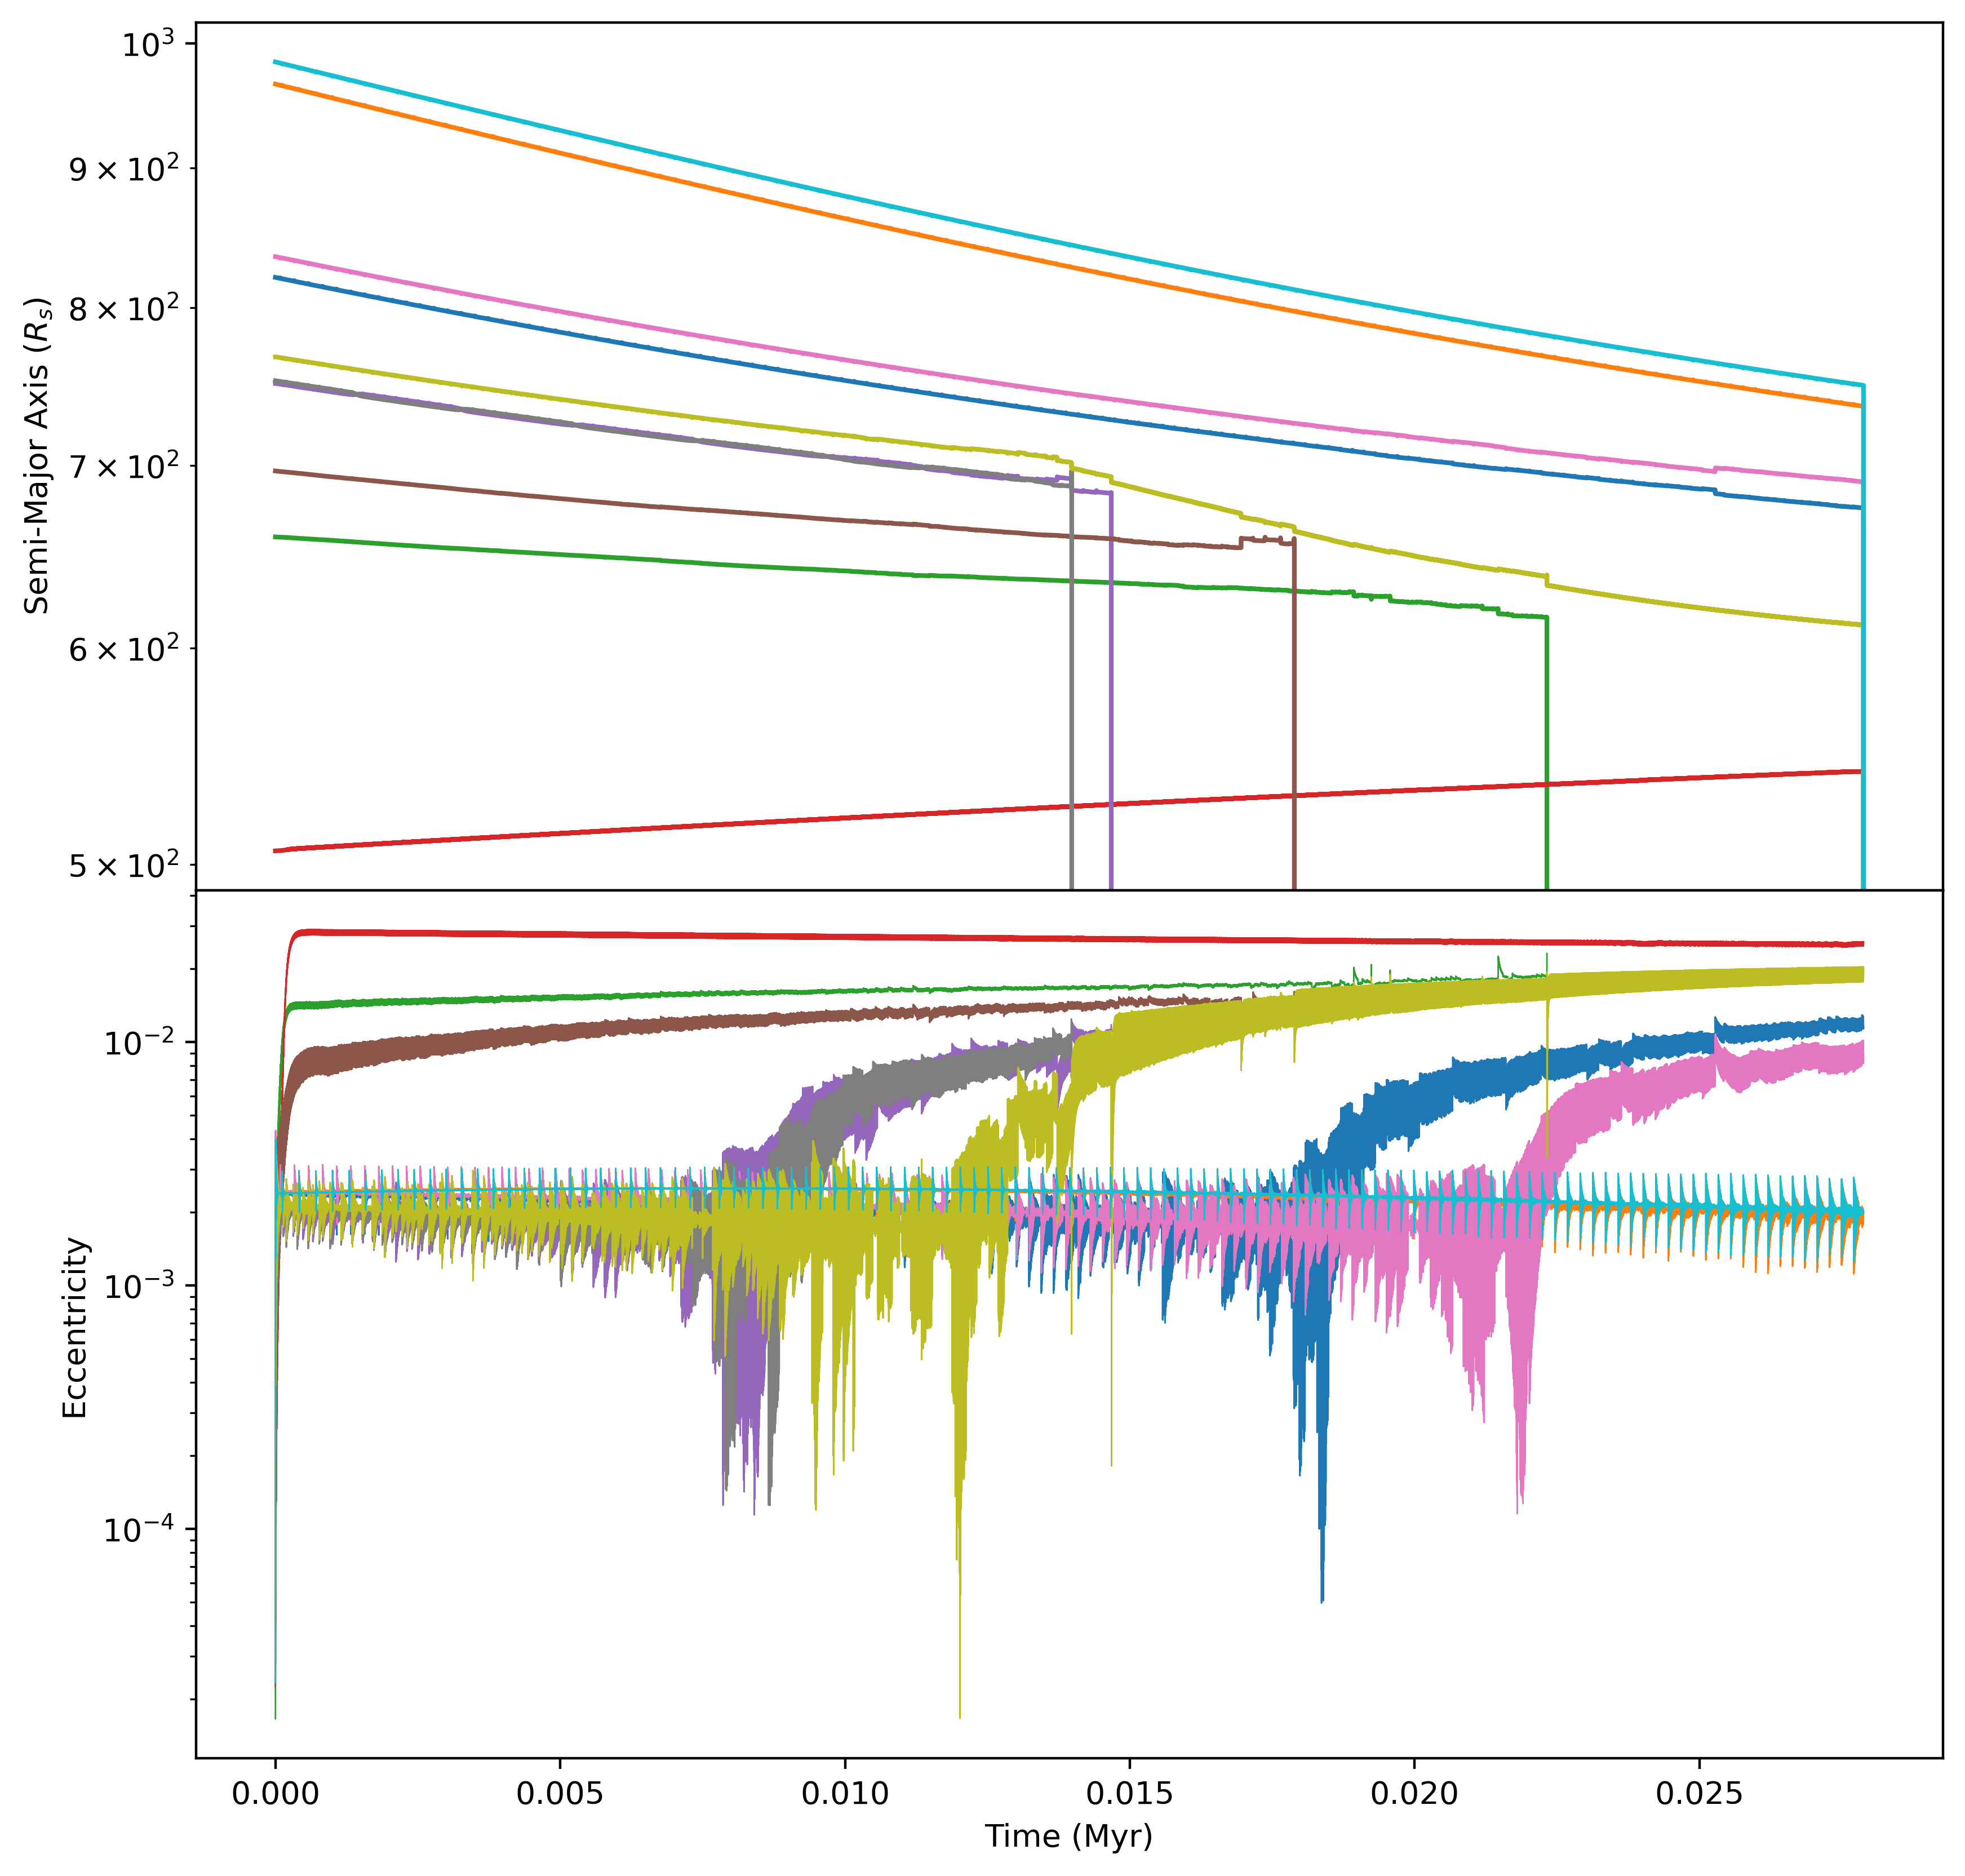 10³
9 × 10²
8 × 10²
7 × 10²
6 × 10²
5 × 10²
Semi-Major Axis (Rₛ)
10⁻²
10⁻³
10⁻⁴
Eccentricity
0.000 0.005 0.010 0.015 0.020 0.025
Time (Myr)